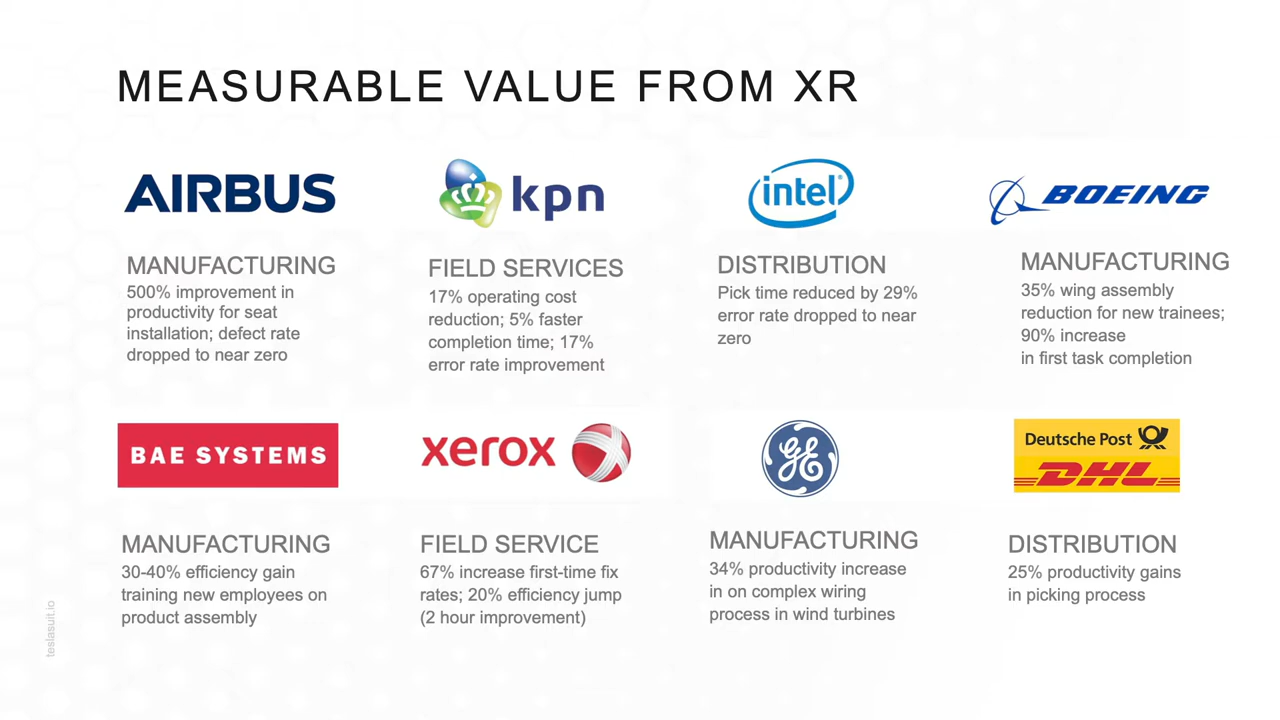 MEASURABLE VALUE FROM XR
AIRBUS
MANUFACTURING
500% improvement in
productivity for seat
installation; defect rate
dropped to near zero
kpn
FIELD SERVICES
17% operating cost
reduction; 5% faster
completion time; 17%
error rate improvement
intel®
DISTRIBUTION
Pick time reduced by 29%
error rate dropped to near
zero
BOEING
MANUFACTURING
35% wing assembly
reduction for new trainees;
90% increase
in first task completion
BAE SYSTEMS
MANUFACTURING
30-40% efficiency gain
training new employees on
product assembly
xerox
FIELD SERVICE
67% increase first-time fix
rates; 20% efficiency jump
(2 hour improvement)
GE
MANUFACTURING
34% productivity increase
in on complex wiring
process in wind turbines
Deutsche Post
DHL
DISTRIBUTION
25% productivity gains
in picking process
teslasuit.io